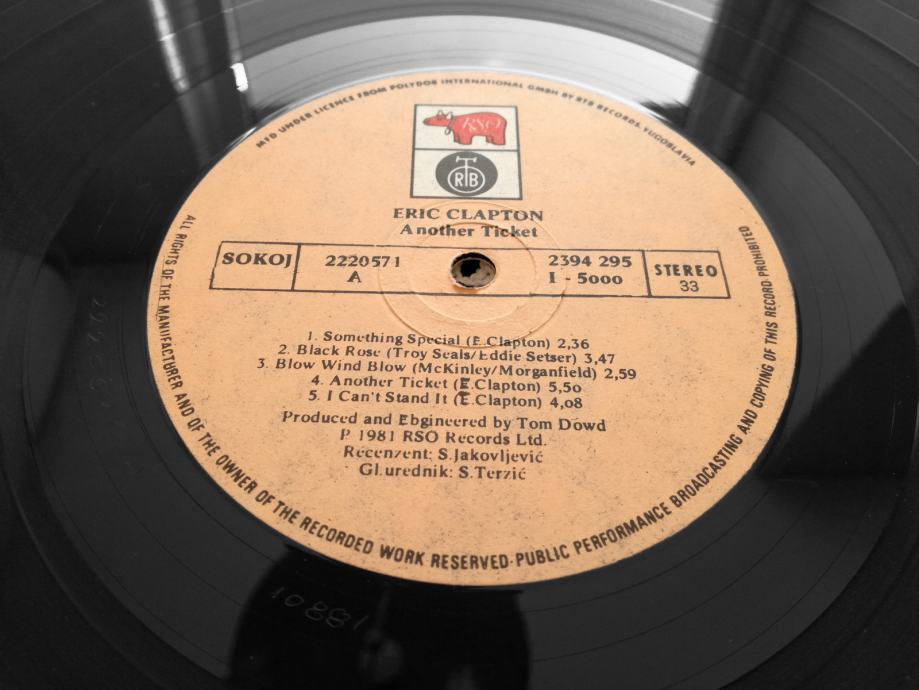 MFD UNDER LICENCE FROM POLYDOR INTERNATIONAL GMBH BY RTB RECORDS, YUGOSLAVIA
RSO
RTB
ERIC CLAPTON
Another Ticket
SOKOJ
2220571
A
2394 295
I - 5000
STEREO
33
1. Something Special (E.Clapton) 2,36
2. Black Rose (Troy Seals/Eddie Setser) 3,47
3. Blow Wind Blow (McKinley/Morganfield) 2,59
4. Another Ticket (E.Clapton) 5,50
5. I Can't Stand It (E.Clapton) 4,08
Produced and Ebgineered by Tom Dowd
P 1981 RSO Records Ltd.
Recenzent: S.Jakovljević
Gl.urednik: S.Terzić
ALL RIGHTS OF THE MANUFACTURER AND OF THE OWNER OF THE RECORDED WORK RESERVED·PUBLIC PERFORMANCE BROADCASTING AND COPYING OF THIS RECORD PROHIBITED